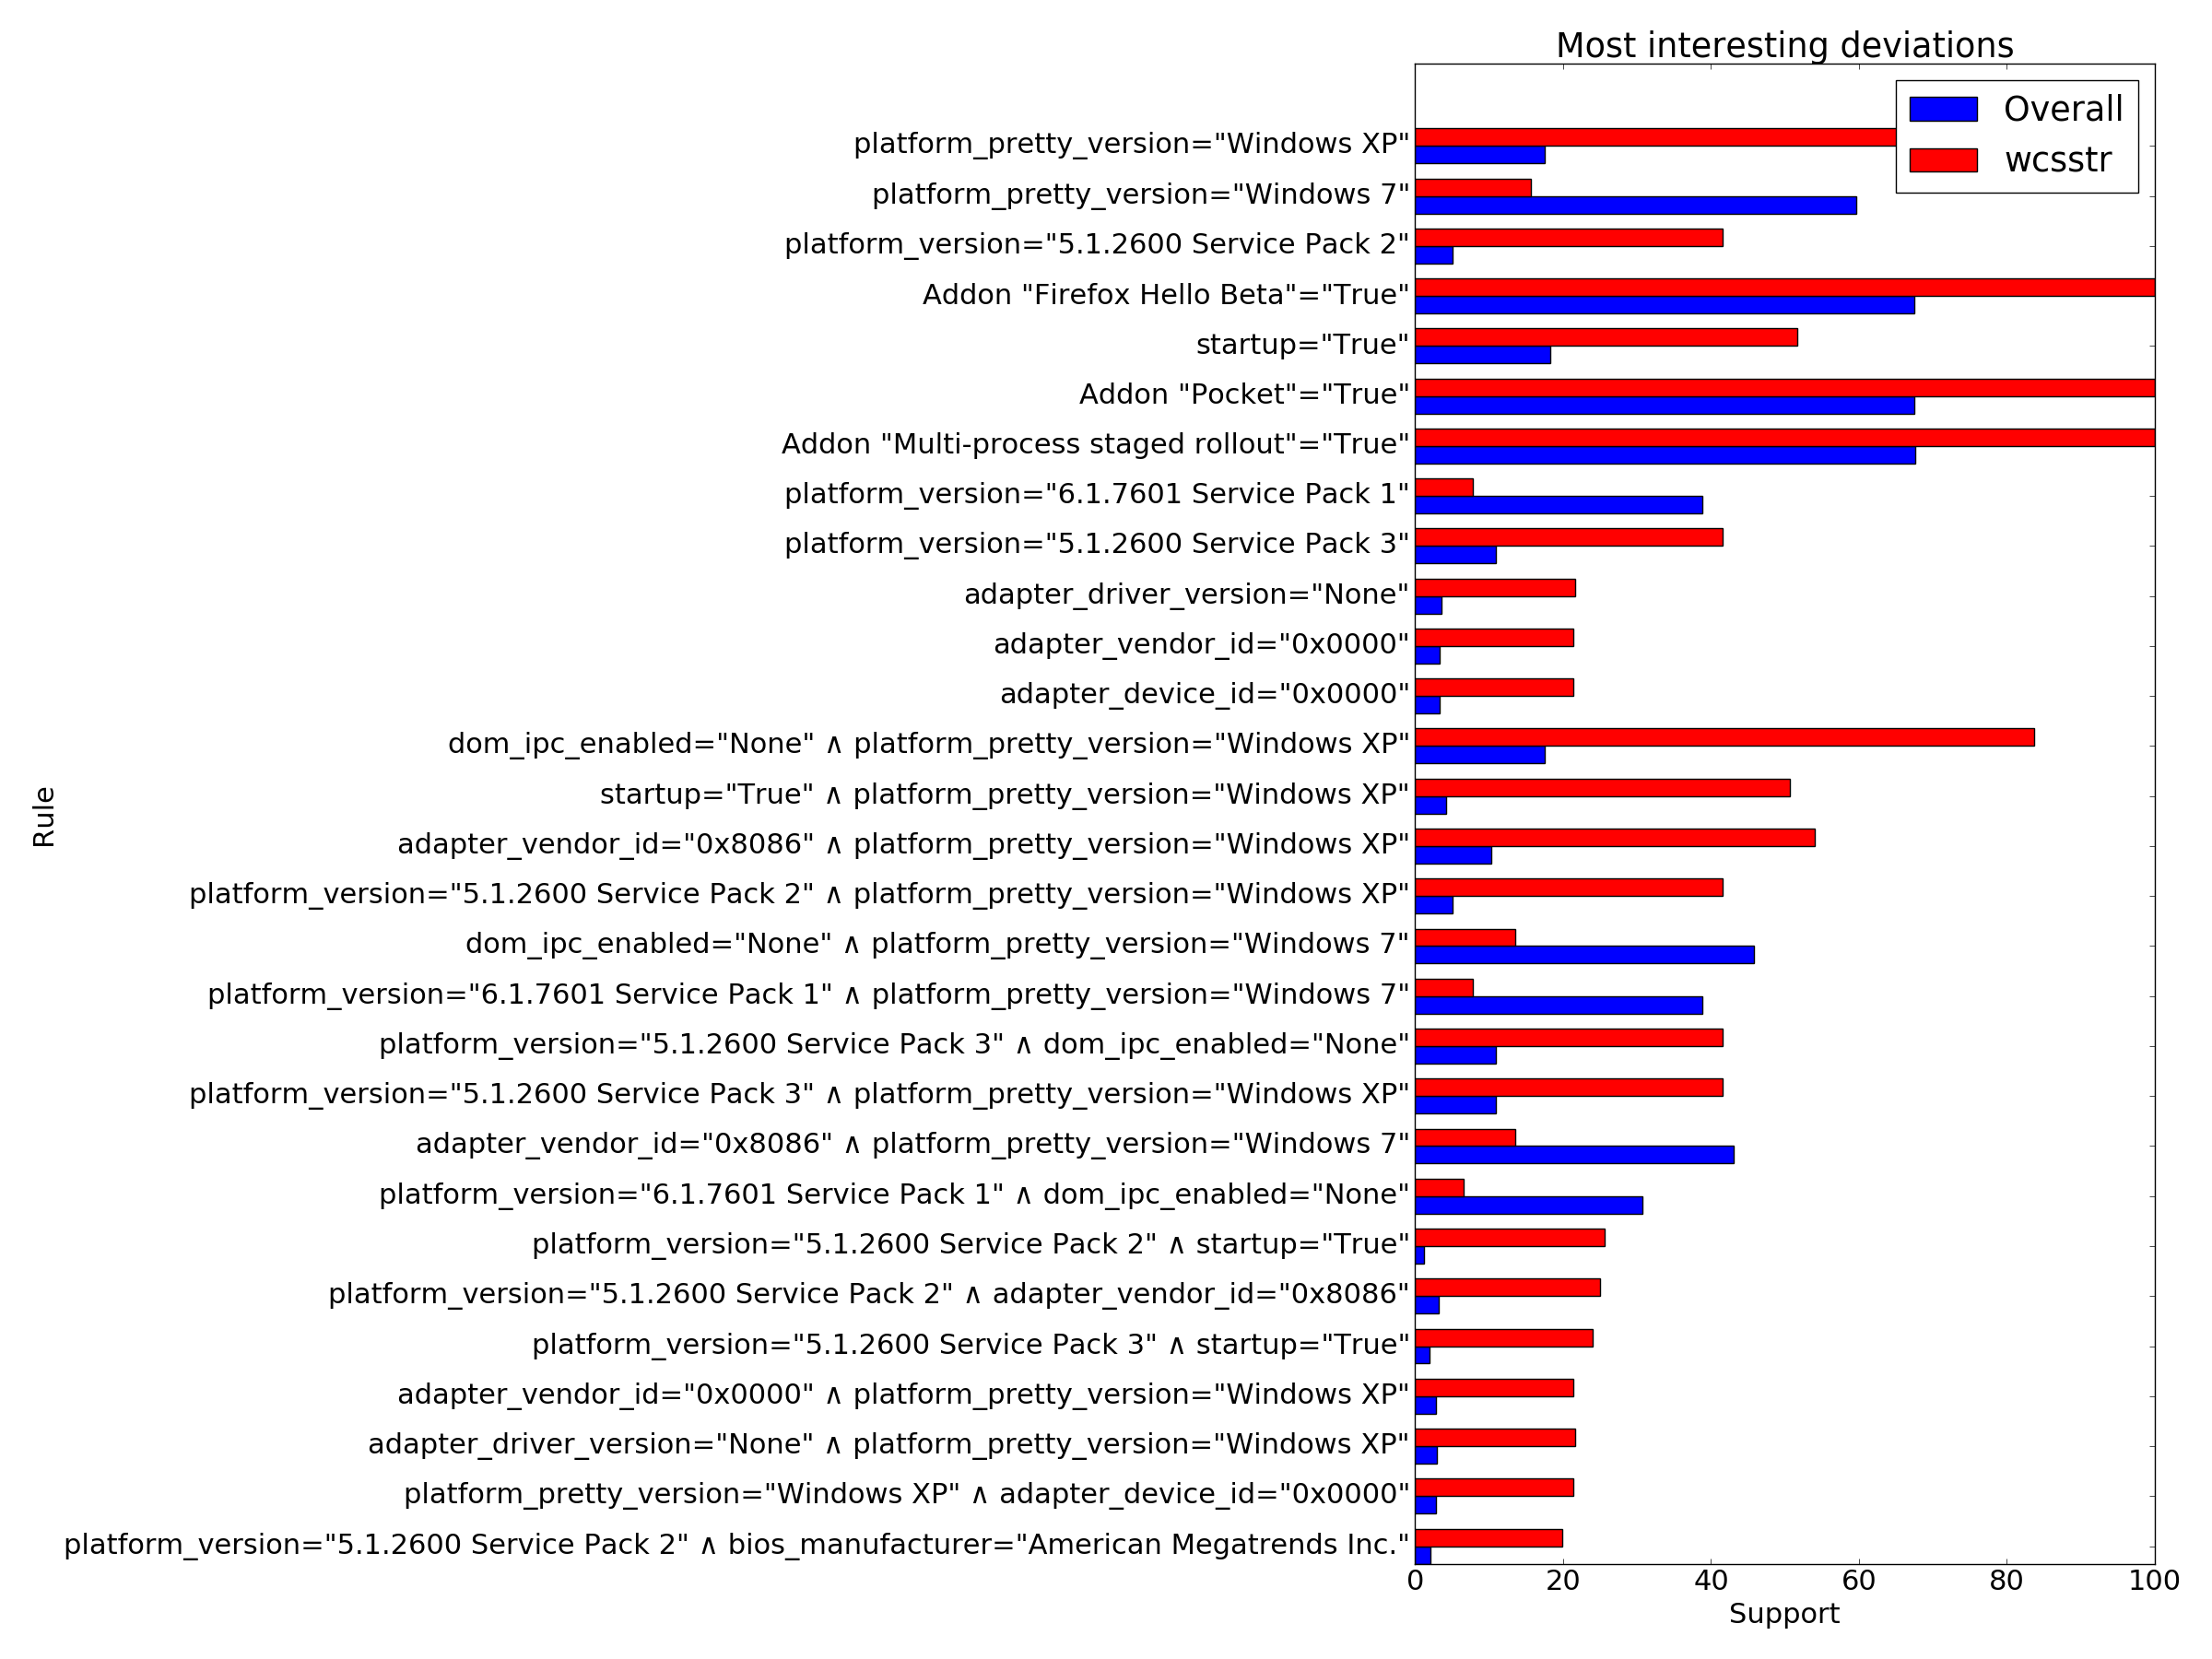 Most interesting deviations
Overall
wcsstr
platform_pretty_version="Windows XP"
platform_pretty_version="Windows 7"
platform_version="5.1.2600 Service Pack 2"
Addon "Firefox Hello Beta"="True"
startup="True"
Addon "Pocket"="True"
Addon "Multi-process staged rollout"="True"
platform_version="6.1.7601 Service Pack 1"
platform_version="5.1.2600 Service Pack 3"
adapter_driver_version="None"
adapter_vendor_id="0x0000"
adapter_device_id="0x0000"
dom_ipc_enabled="None" ∧ platform_pretty_version="Windows XP"
startup="True" ∧ platform_pretty_version="Windows XP"
adapter_vendor_id="0x8086" ∧ platform_pretty_version="Windows XP"
platform_version="5.1.2600 Service Pack 2" ∧ platform_pretty_version="Windows XP"
dom_ipc_enabled="None" ∧ platform_pretty_version="Windows 7"
platform_version="6.1.7601 Service Pack 1" ∧ platform_pretty_version="Windows 7"
platform_version="5.1.2600 Service Pack 3" ∧ dom_ipc_enabled="None"
platform_version="5.1.2600 Service Pack 3" ∧ platform_pretty_version="Windows XP"
adapter_vendor_id="0x8086" ∧ platform_pretty_version="Windows 7"
platform_version="6.1.7601 Service Pack 1" ∧ dom_ipc_enabled="None"
platform_version="5.1.2600 Service Pack 2" ∧ startup="True"
platform_version="5.1.2600 Service Pack 2" ∧ adapter_vendor_id="0x8086"
platform_version="5.1.2600 Service Pack 3" ∧ startup="True"
adapter_vendor_id="0x0000" ∧ platform_pretty_version="Windows XP"
adapter_driver_version="None" ∧ platform_pretty_version="Windows XP"
platform_pretty_version="Windows XP" ∧ adapter_device_id="0x0000"
platform_version="5.1.2600 Service Pack 2" ∧ bios_manufacturer="American Megatrends Inc."
Rule
0 20 40 60 80 100
Support